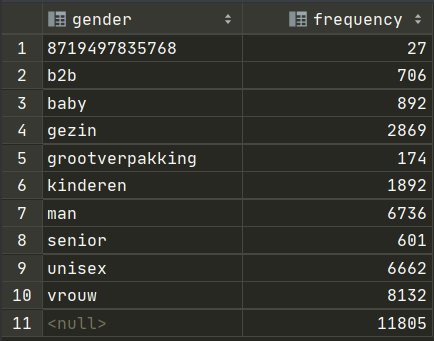 gender frequency
1 8719497835768 27
2 b2b 706
3 baby 892
4 gezin 2869
5 grootverpakking 174
6 kinderen 1892
7 man 6736
8 senior 601
9 unisex 6662
10 vrouw 8132
11 <null> 11805